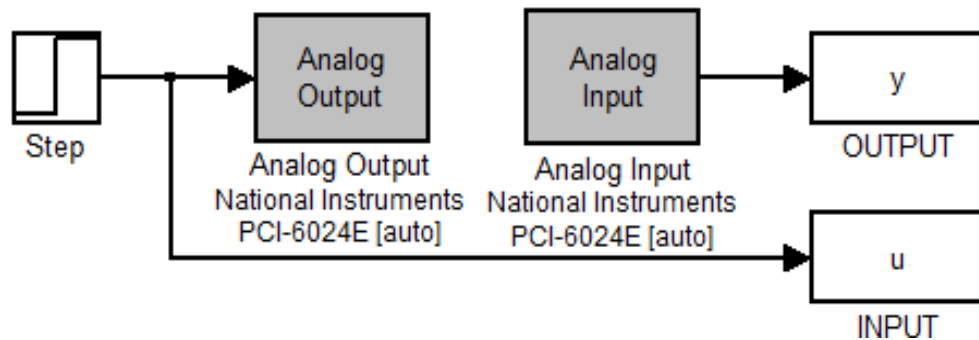 Step
Analog
Output
Analog Output
National Instruments
PCI-6024E [auto]
Analog
Input
Analog Input
National Instruments
PCI-6024E [auto]
y
OUTPUT
u
INPUT